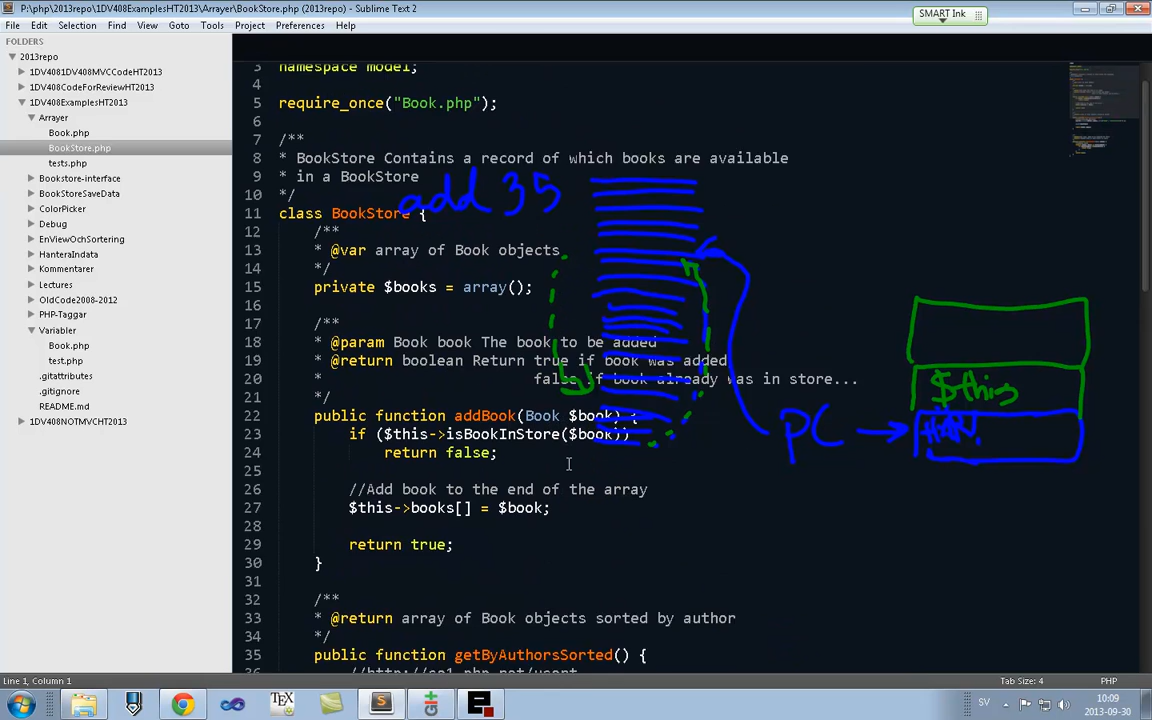 P:\php\2013repo\1DV408ExamplesHT2013\Arrayer\BookStore.php (2013repo) - Sublime Text 2
SMART Ink
File Edit Selection Find View Goto Tools Project Preferences Help
FOLDERS
2013repo
1DV4081DV408MVCCodeHT2013
1DV408CodeForReviewHT2013
1DV408ExamplesHT2013
Arrayer
Book.php
BookStore.php
tests.php
Bookstore-interface
BookStoreSaveData
ColorPicker
Debug
EnViewOchSortering
HanteraIndata
Kommentarer
Lectures
OldCode2008-2012
PHP-Taggar
Variabler
Book.php
test.php
.gitattributes
.gitignore
README.md
1DV408NOTMVCHT2013
3 namespace model;
4
5 require_once("Book.php");
6
7 /**
8 * BookStore Contains a record of which books are available
9 * in a BookStore
10 */
11 class BookStore {
12 /**
13 * @var array of Book objects
14 */
15 private $books = array();
16
17 /**
18 * @param Book book The book to be added
19 * @return boolean Return true if book was added
20 * false if book already was in store...
21 */
22 public function addBook(Book $book) {
23 if ($this->isBookInStore($book))
24 return false;
25
26 //Add book to the end of the array
27 $this->books[] = $book;
28
29 return true;
30 }
31
32 /**
33 * @return array of Book objects sorted by author
34 */
35 public function getByAuthorsSorted() {
add 35
PC
$this
Line 1, Column 1
Tab Size: 4
PHP
SV
10:09
2013-09-30